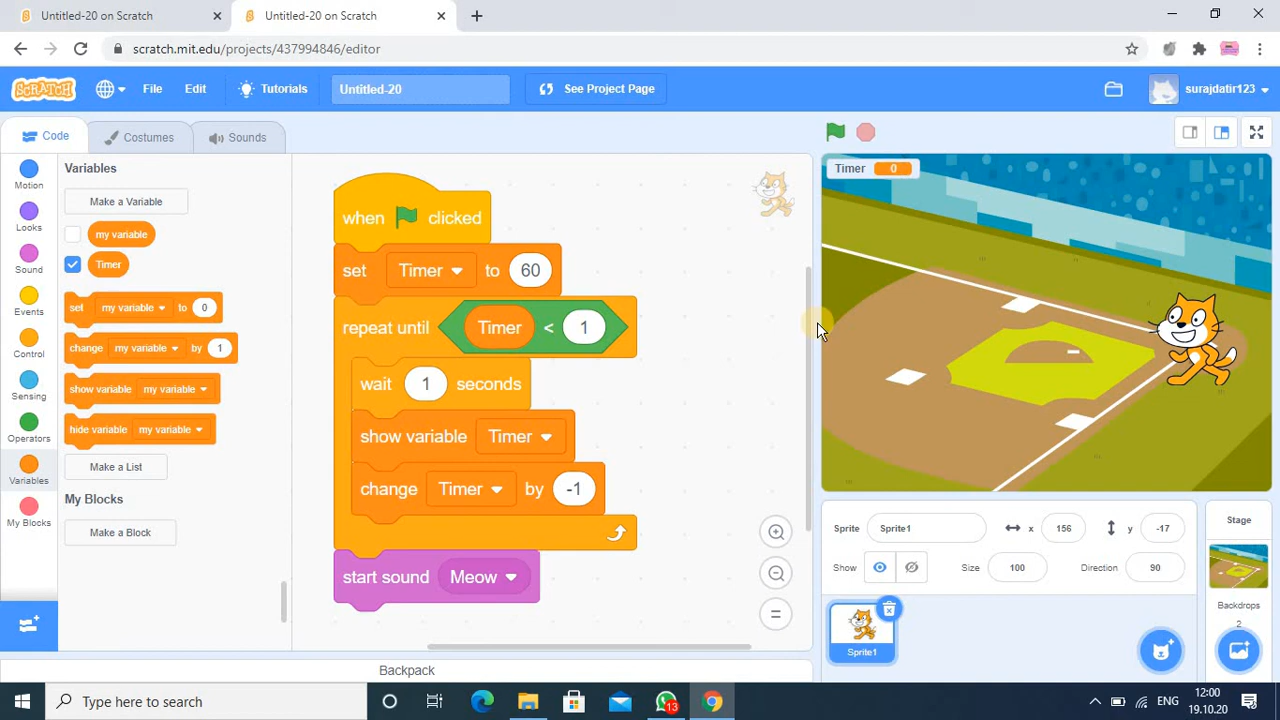 Untitled-20 on Scratch
Untitled-20 on Scratch
scratch.mit.edu/projects/437994846/editor
SCRATCH
File
Edit
Tutorials
Untitled-20
See Project Page
surajdatir123
Code
Costumes
Sounds
Motion
Looks
Sound
Events
Control
Sensing
Operators
Variables
My Blocks
Variables
Make a Variable
my variable
Timer
set my variable to 0
change my variable by 1
show variable my variable
hide variable my variable
Make a List
My Blocks
Make a Block
when clicked
set Timer to 60
repeat until Timer < 1
wait 1 seconds
show variable Timer
change Timer by -1
start sound Meow
Backpack
Timer 0
Sprite Sprite1 x 156 y -17
Show Size 100 Direction 90
Sprite1
Stage
Backdrops
2
Type here to search
13
ENG
12:00
19.10.20